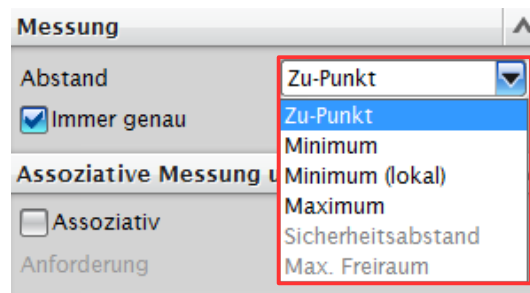 Messung
Abstand Zu-Punkt
Immer genau Zu-Punkt
Minimum
Assoziative Messung u Minimum (lokal)
Maximum
Assoziativ
Sicherheitsabstand
Anforderung Max. Freiraum